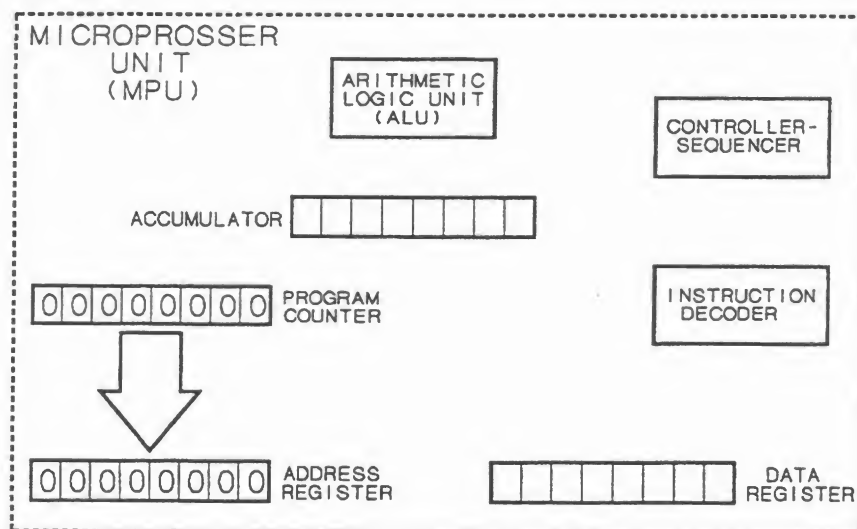 MICROPROSSER
UNIT
(MPU)
ARITHMETIC
LOGIC UNIT
(ALU)
CONTROLLER-
SEQUENCER
ACCUMULATOR
0 0 0 0 0 0 0 0
PROGRAM
COUNTER
INSTRUCTION
DECODER
0 0 0 0 0 0 0 0
ADDRESS
REGISTER
DATA
REGISTER